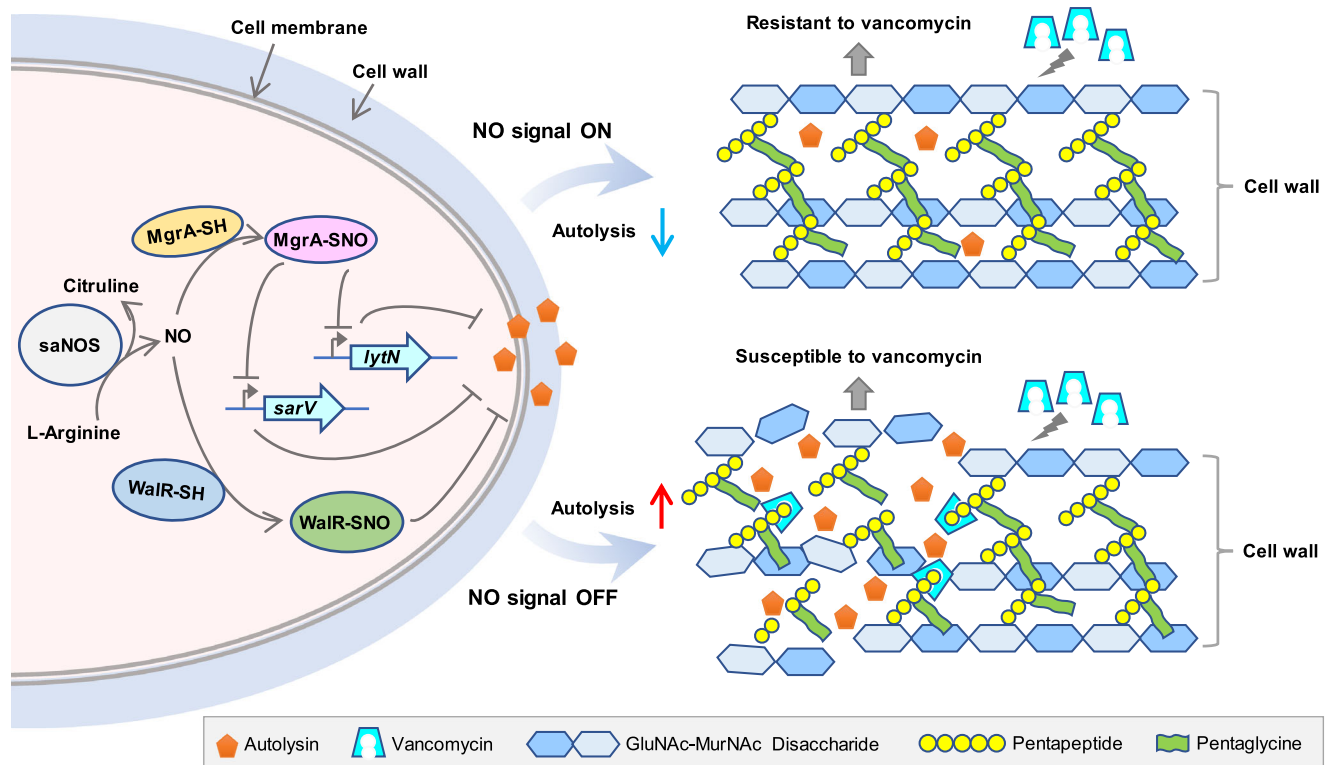 Cell membrane
Cell wall
MgrA-SH
MgrA-SNO
Citruline
saNOS
NO
L-Arginine
lytN
sarV
WalR-SH
WalR-SNO
NO signal ON
Autolysis
Autolysis
NO signal OFF
Resistant to vancomycin
Cell wall
Susceptible to vancomycin
Cell wall
Autolysin
Vancomycin
GluNAc-MurNAc Disaccharide
Pentapeptide
Pentaglycine